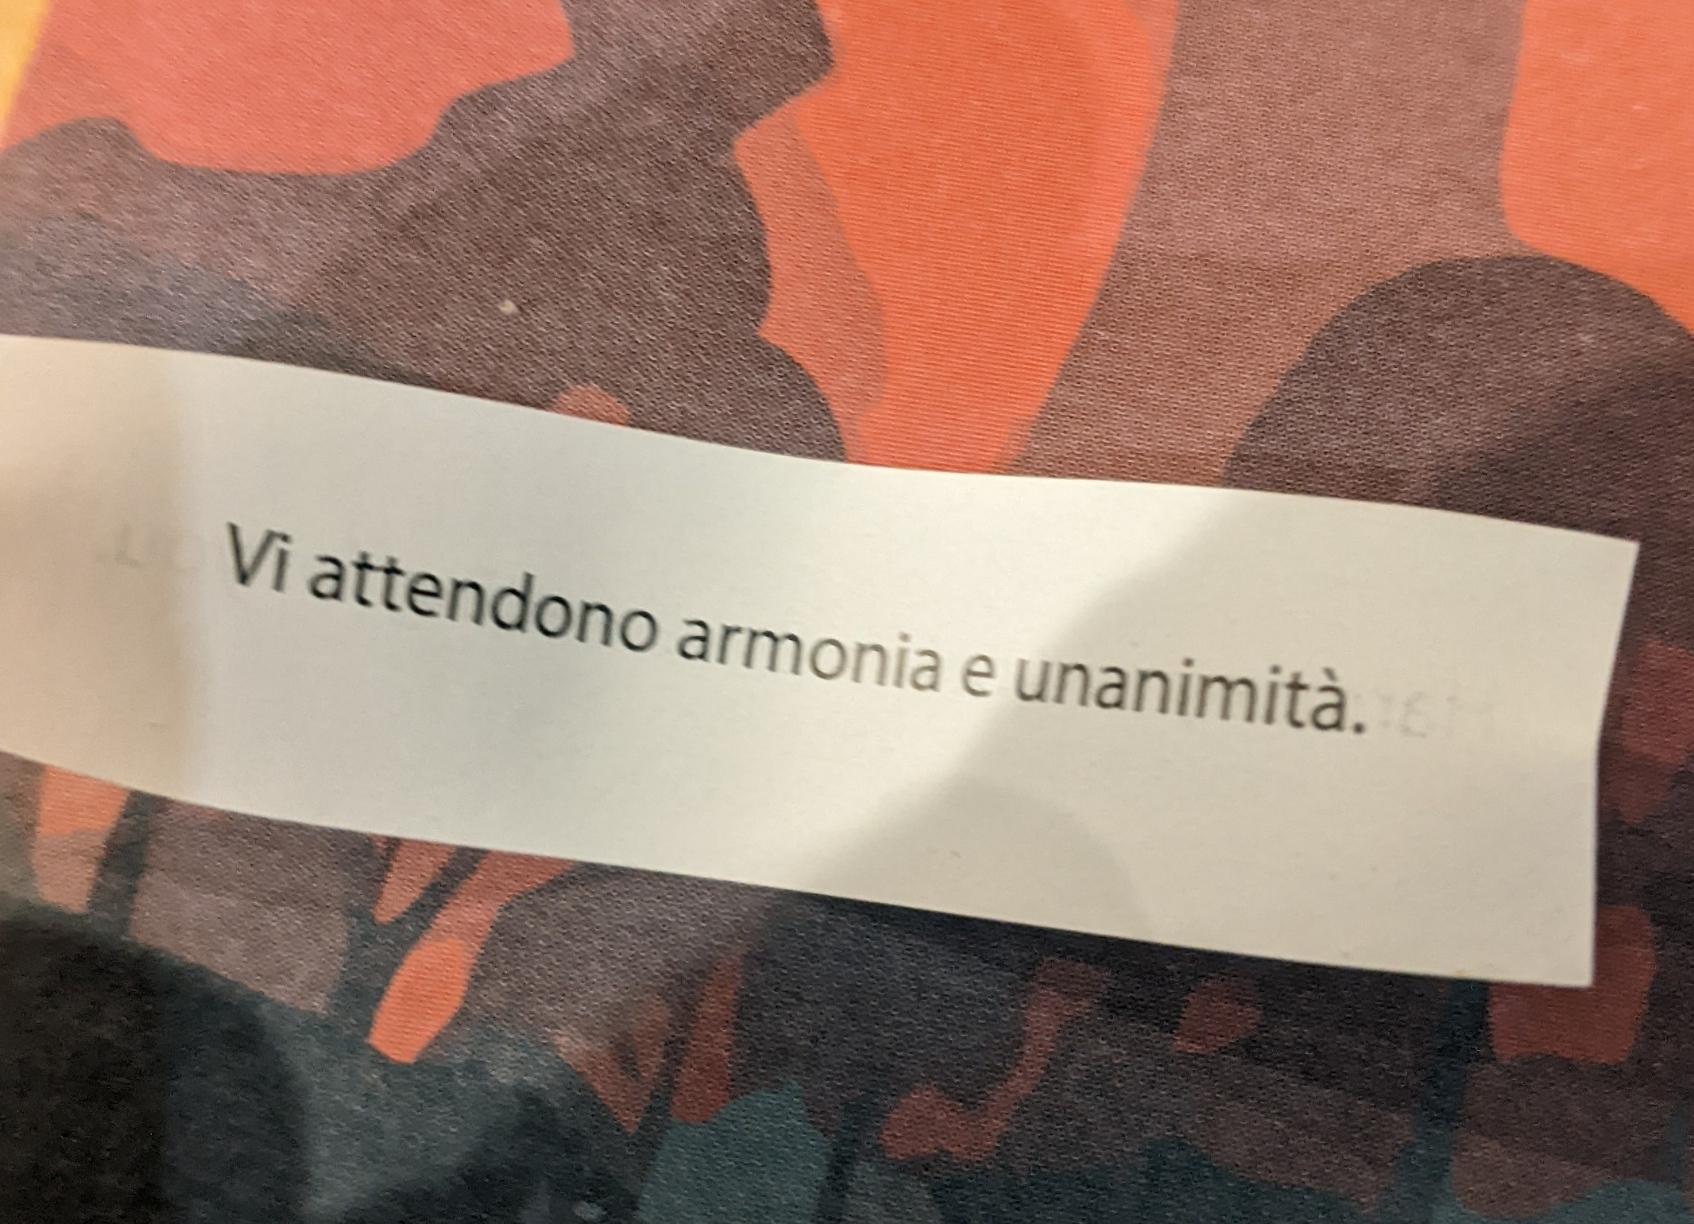 Vi attendono armonia e unanimità.